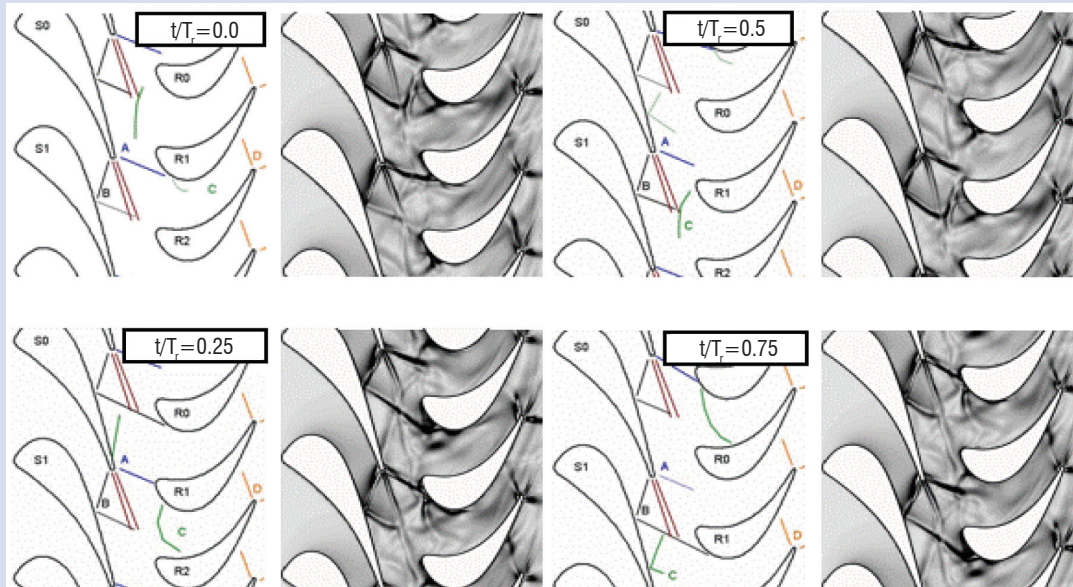 S0
t/Tr=0.0
R0
A
S1
R1
D
B
C
R2
S0
t/Tr=0.5
R0
A
S1
R1
D
B
C
R2
S0
t/Tr=0.25
R0
A
S1
R1
D
B
C
R2
S0
t/Tr=0.75
R0
S1
A
B
R1
D
C